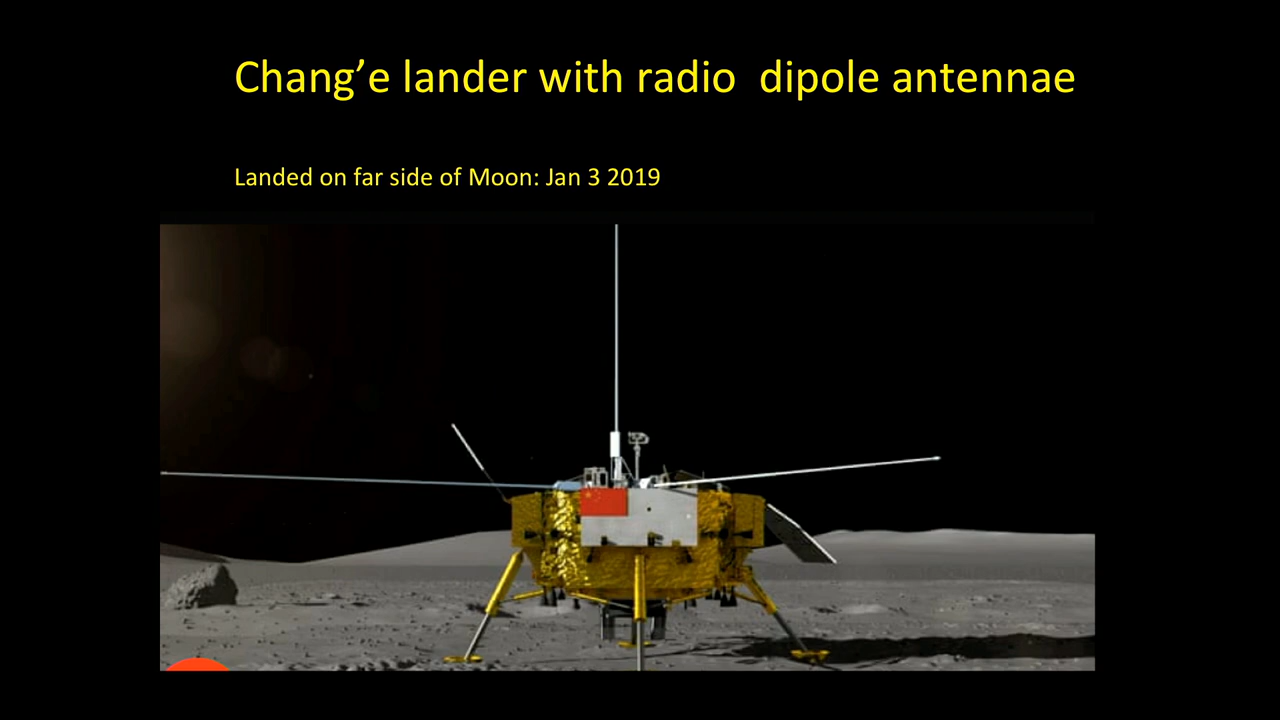 Chang’e lander with radio  dipole antennae
Landed on far side of Moon: Jan 3 2019